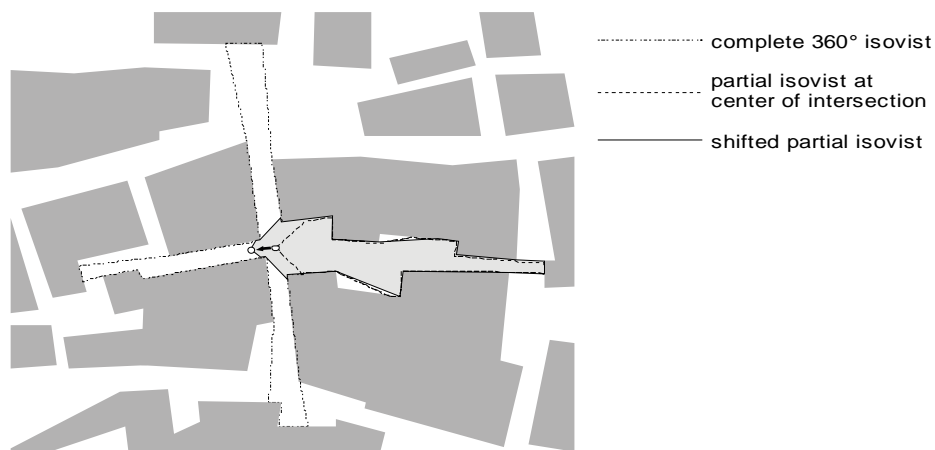 complete 360° isovist
partial isovist at
center of intersection
shifted partial isovist